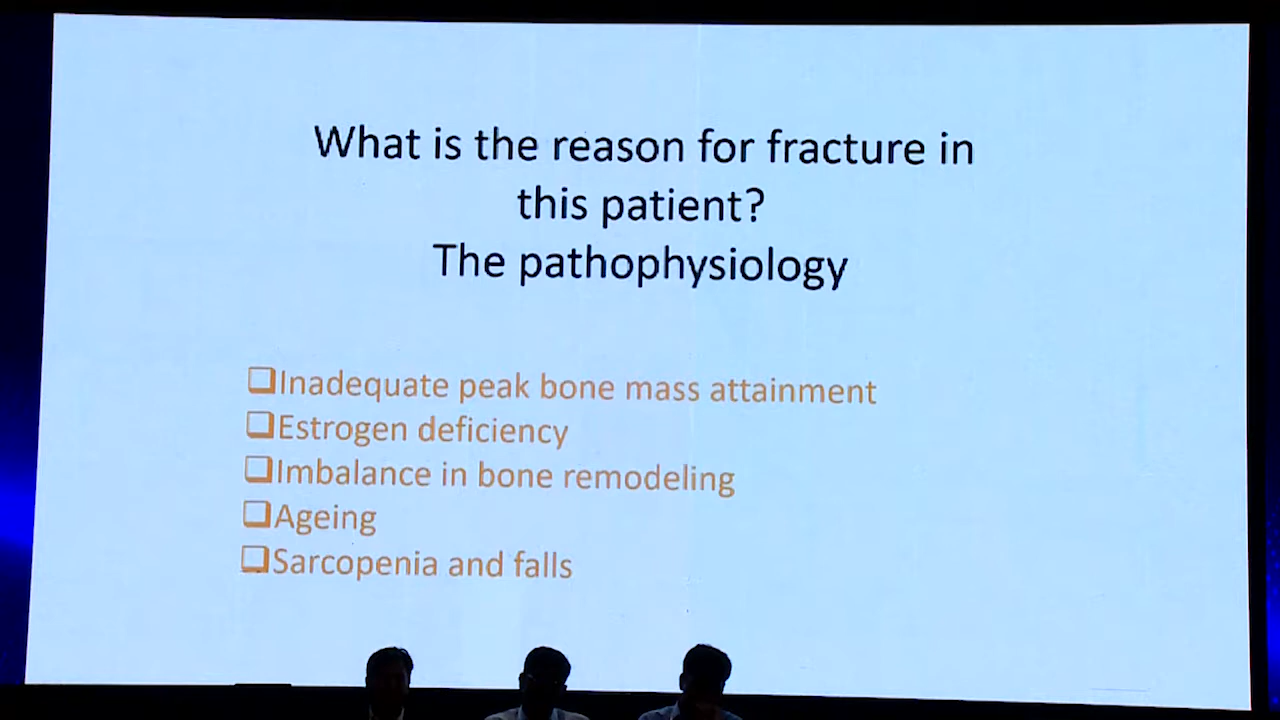 What is the reason for fracture in
this patient?
The pathophysiology
Inadequate peak bone mass attainment
Estrogen deficiency
Imbalance in bone remodeling
Ageing
Sarcopenia and falls